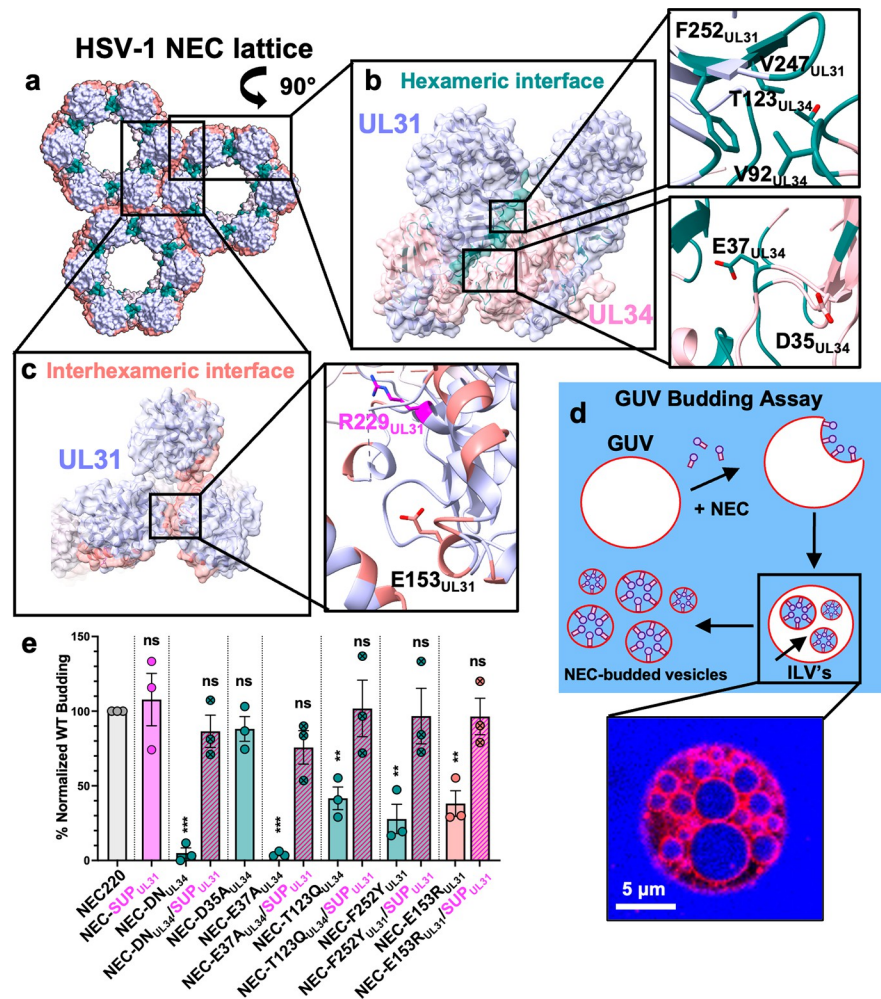 HSV-1 NEC lattice
a
90°
b
Hexameric interface
UL31
UL34
F252UL31
V247UL31
T123UL34
V92UL34
E37UL34
D35UL34
c
Interhexameric interface
UL31
R229UL31
E153UL31
d
GUV Budding Assay
GUV
+ NEC
NEC-budded vesicles
ILV's
5 µm
e
% Normalized WT Budding
150
100
50
0
ns
***
ns
ns
***
ns
**
ns
**
ns
**
ns
NEC220
NEC-SUPUL31
NEC-DNUL34
NEC-DNUL34/SUPUL31
NEC-D35AUL34
NEC-E37AUL34
NEC-E37AUL34/SUPUL31
NEC-T123QUL34
NEC-T123QUL34/SUPUL31
NEC-F252YUL31
NEC-F252YUL31/SUPUL31
NEC-E153RUL31
NEC-E153RUL31/SUPUL31